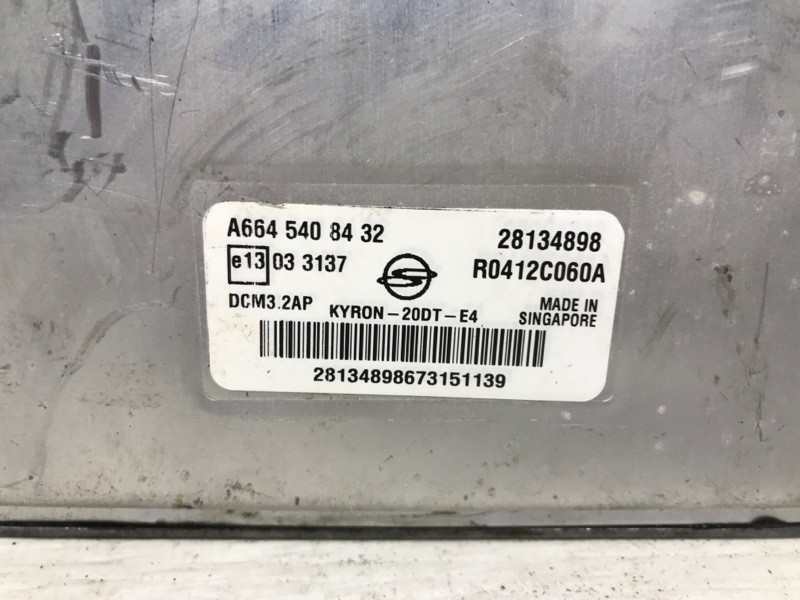 A664 540 84 32
28134898
e13 03 3137
R0412C060A
DCM3.2AP
KYRON-20DT-E4
MADE IN
SINGAPORE
28134898673151139